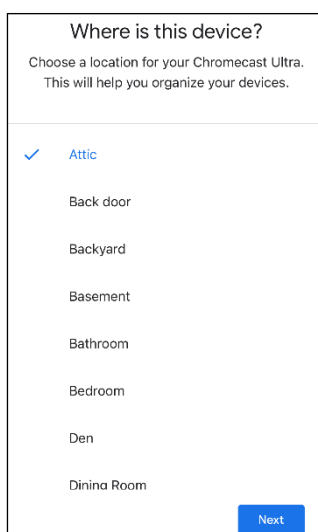 Where is this device?
Choose a location for your Chromecast Ultra.
This will help you organize your devices.
Attic
Back door
Backyard
Basement
Bathroom
Bedroom
Den
Dining Room
Next